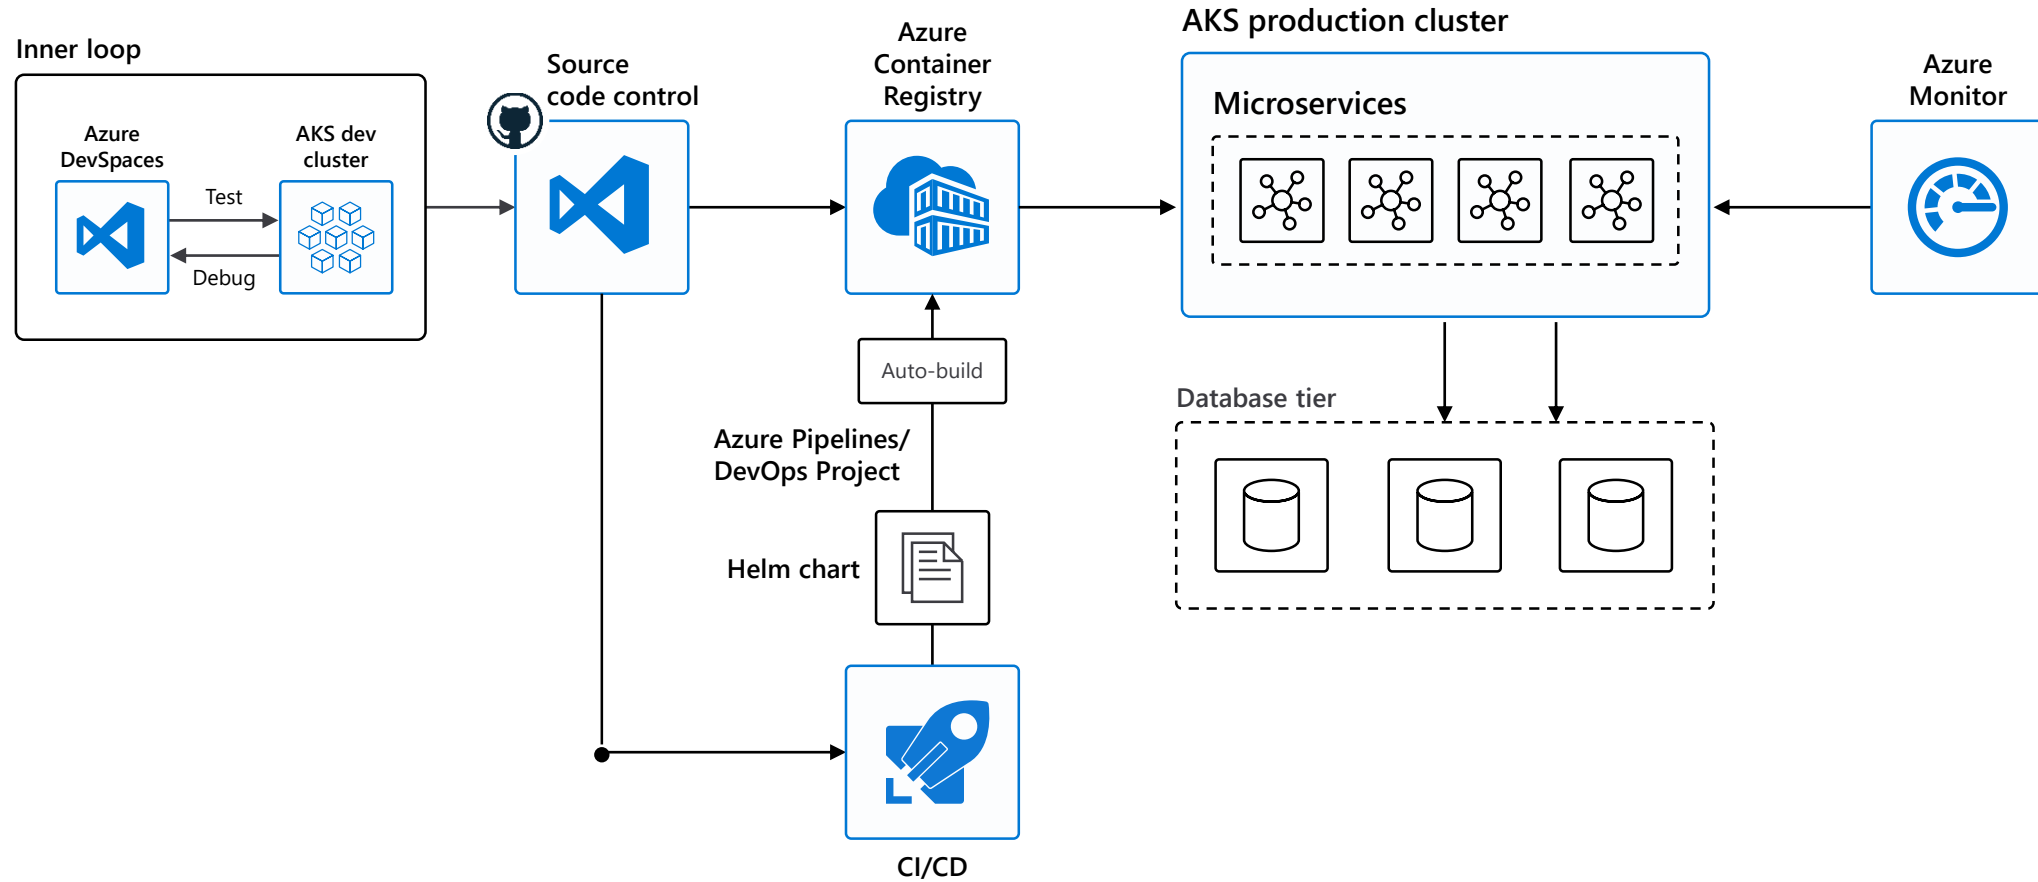 Inner loop
Azure
DevSpaces
AKS dev
cluster
Test
Debug
Source
code control
Azure
Container
Registry
AKS production cluster
Microservices
Azure
Monitor
Auto-build
Azure Pipelines/
DevOps Project
Helm chart
CI/CD
Database tier